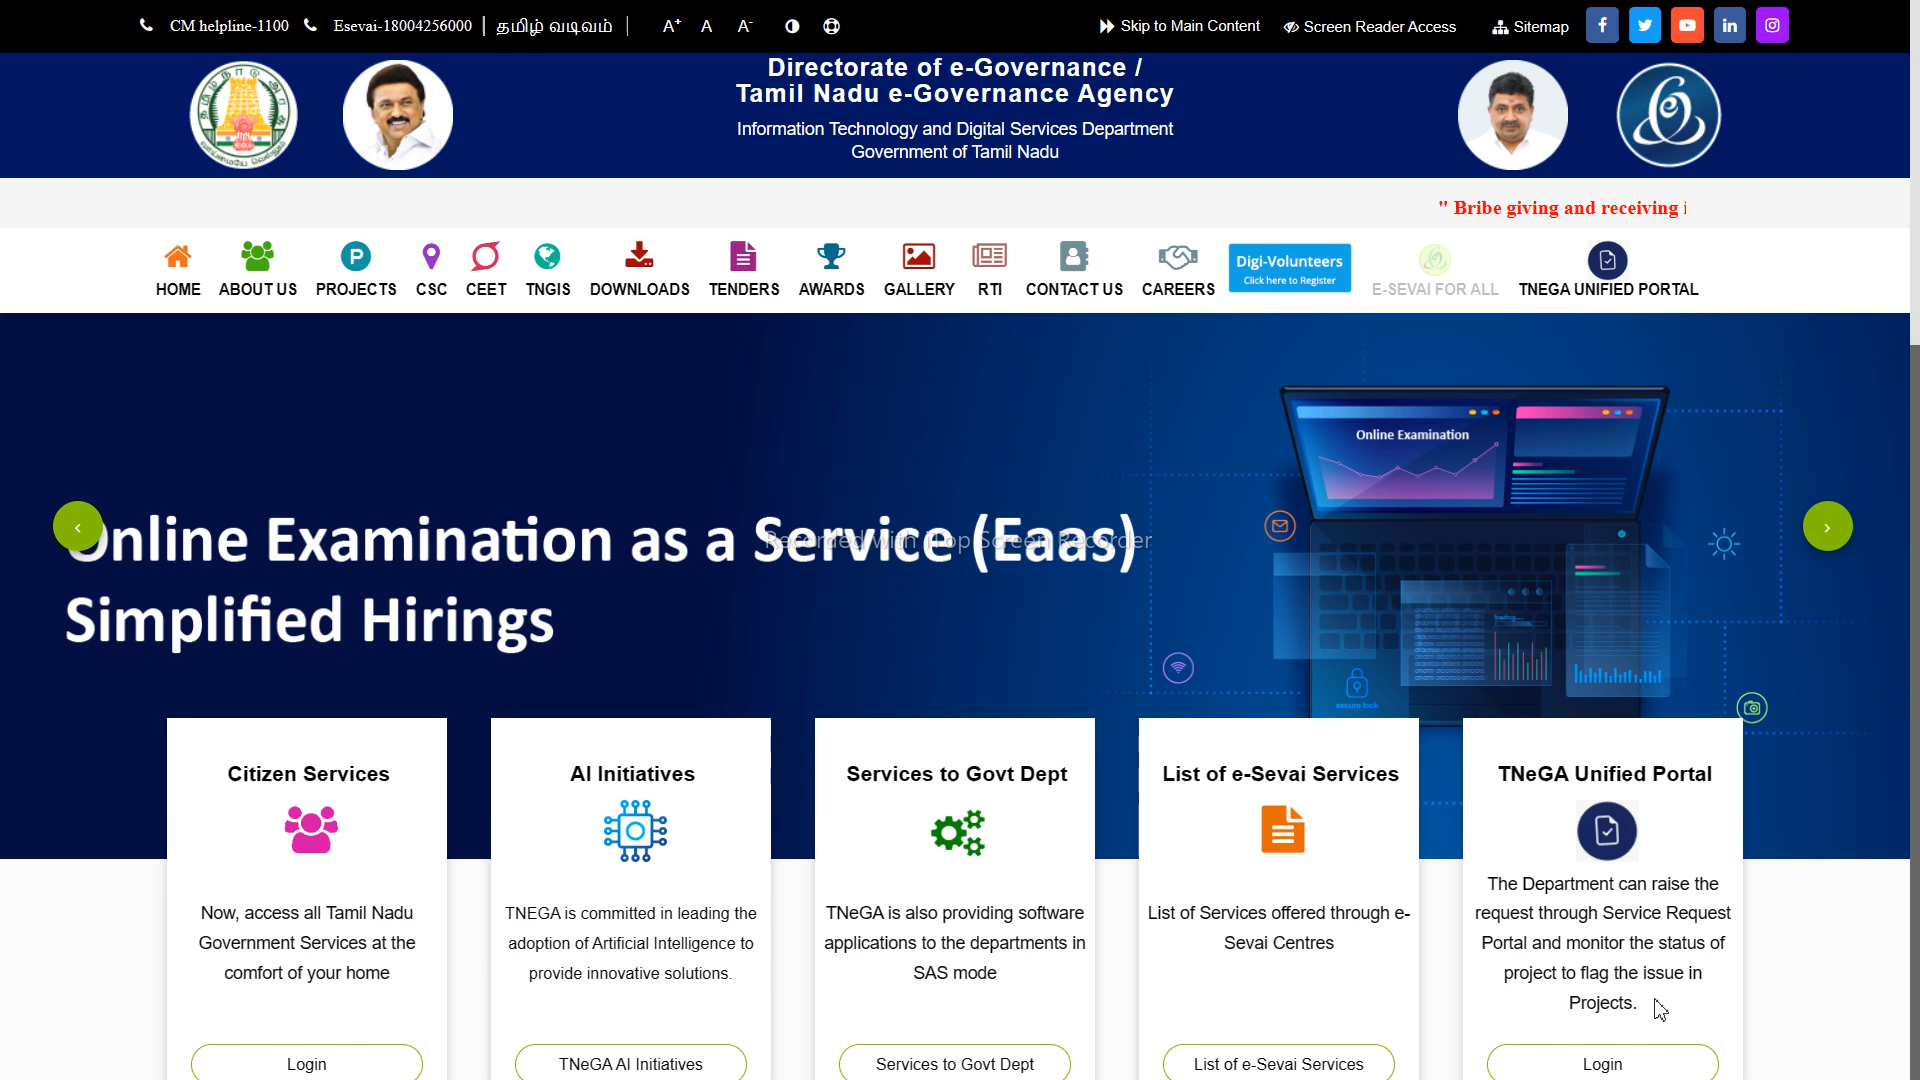 CM helpline-1100 Esevai-18004256000 | தமிழ் வடிவம் | A+ A A- Skip to Main Content Screen Reader Access Sitemap
Directorate of e-Governance /
Tamil Nadu e-Governance Agency
Information Technology and Digital Services Department
Government of Tamil Nadu
" Bribe giving and receiving i
HOME ABOUT US PROJECTS CSC CEET TNGIS DOWNLOADS TENDERS AWARDS GALLERY RTI CONTACT US CAREERS
Digi-Volunteers
Click here to Register
E-SEVAI FOR ALL TNEGA UNIFIED PORTAL
Online Examination
Online Examination as a Service (Eaas)
Simplified Hirings
Recorded with iTop Screen Recorder
loading....
secure lock
Citizen Services
Now, access all Tamil Nadu
Government Services at the
comfort of your home
Login
AI Initiatives
TNEGA is committed in leading the
adoption of Artificial Intelligence to
provide innovative solutions.
TNeGA AI Initiatives
Services to Govt Dept
TNeGA is also providing software
applications to the departments in
SAS mode
Services to Govt Dept
List of e-Sevai Services
List of Services offered through e-
Sevai Centres
List of e-Sevai Services
TNeGA Unified Portal
The Department can raise the
request through Service Request
Portal and monitor the status of
project to flag the issue in
Projects.
Login